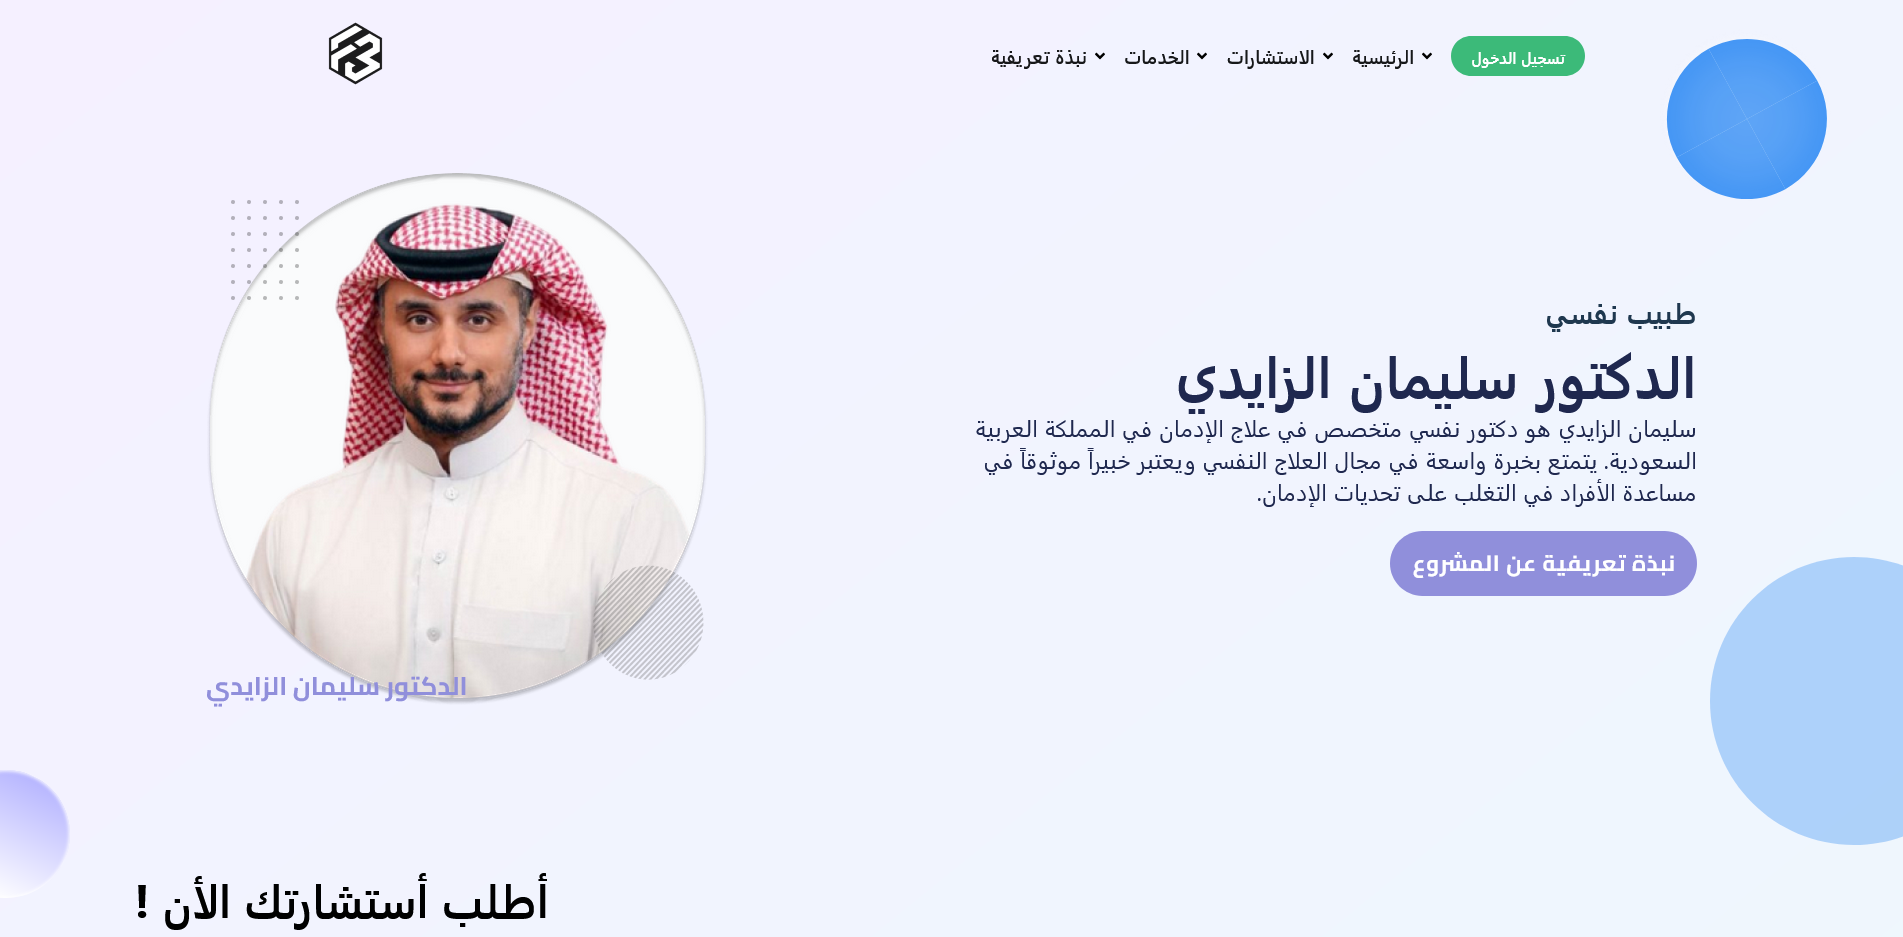 تسجيل الدخول
الرئيسية
الاستشارات
الخدمات
نبذة تعريفية
طبيب نفسي
الدكتور سليمان الزايدي
سليمان الزايدي هو دكتور نفسي متخصص في علاج الإدمان في المملكة العربية
السعودية. يتمتع بخبرة واسعة في مجال العلاج النفسي ويعتبر خبيراً موثوقاً في
مساعدة الأفراد في التغلب على تحديات الإدمان.
نبذة تعريفية عن المشروع
الدكتور سليمان الزايدي
أطلب أستشارتك الأن !